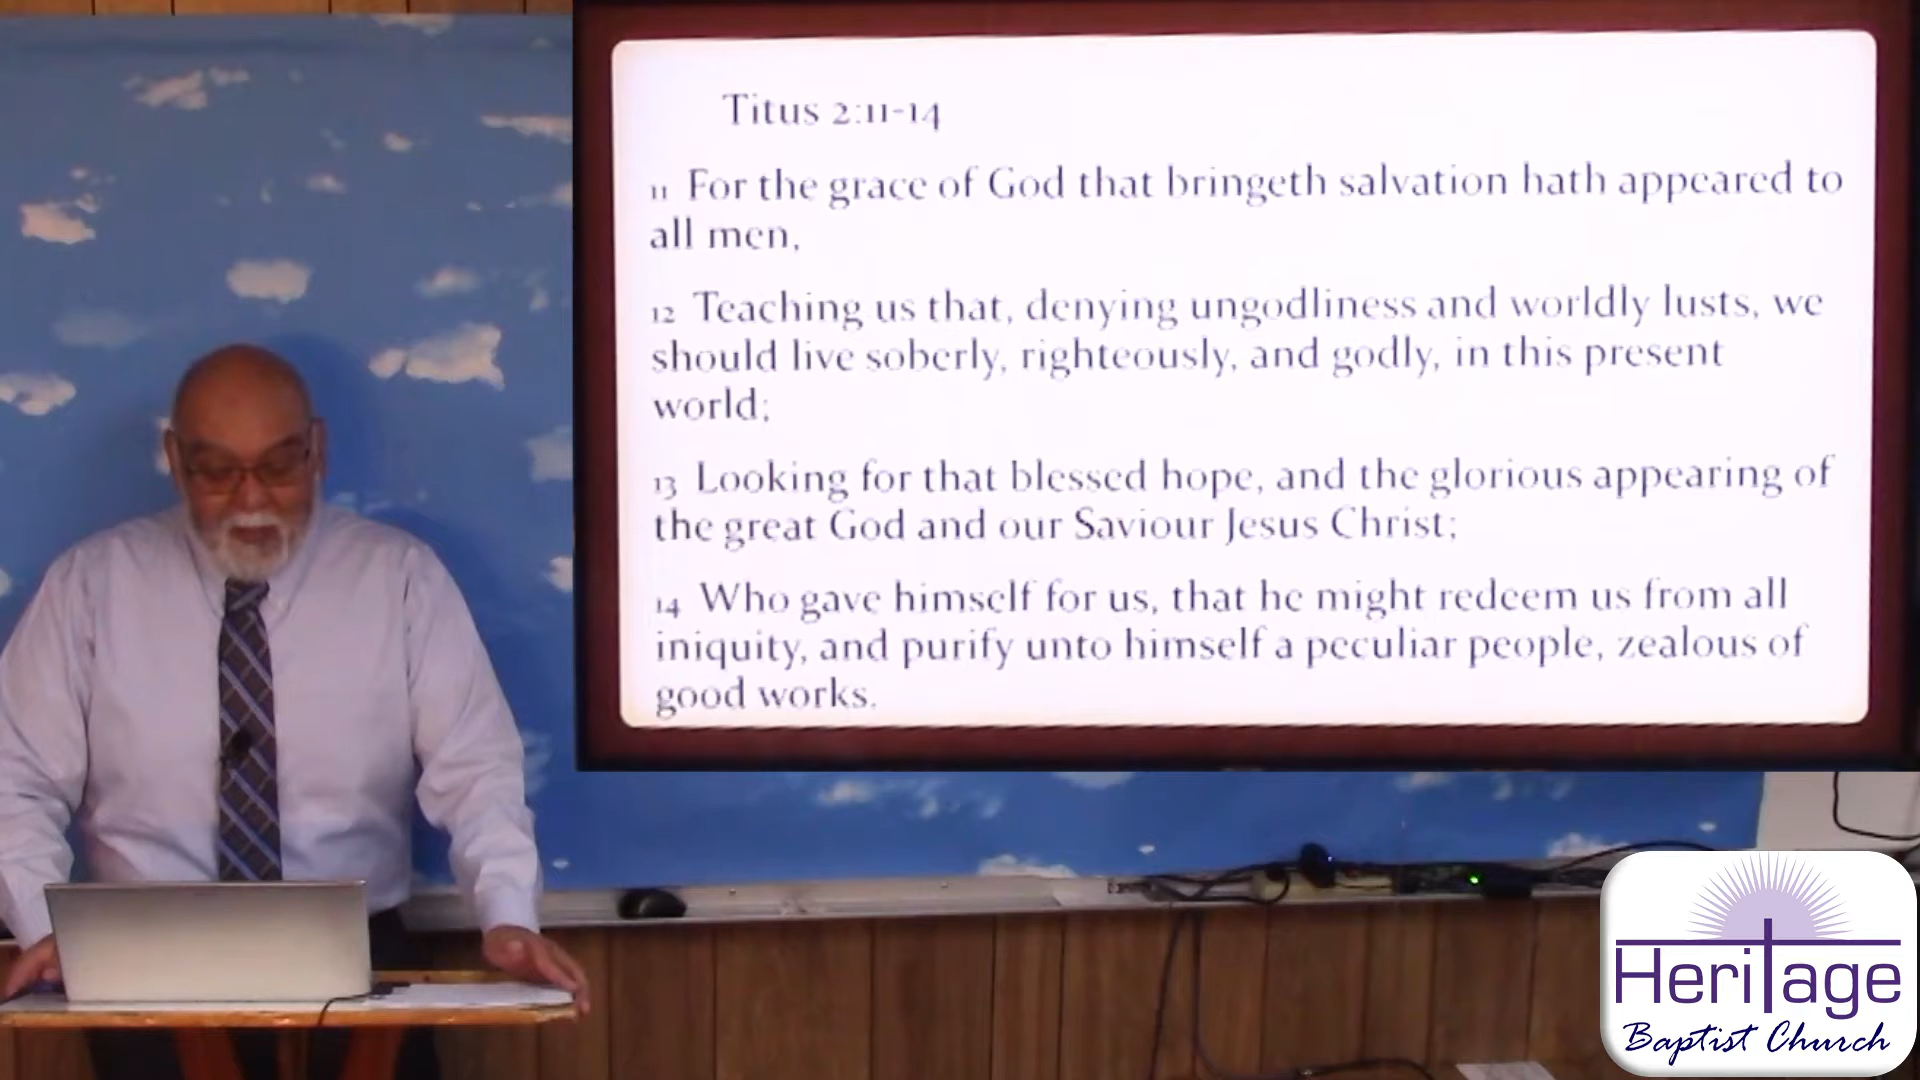 Titus 2:11-14
11 For the grace of God that bringeth salvation hath appeared to
all men,
12 Teaching us that, denying ungodliness and worldly lusts, we
should live soberly, righteously, and godly, in this present
world;
13 Looking for that blessed hope, and the glorious appearing of
the great God and our Saviour Jesus Christ;
14 Who gave himself for us, that he might redeem us from all
iniquity, and purify unto himself a peculiar people, zealous of
good works.
Heritage
Baptist Church